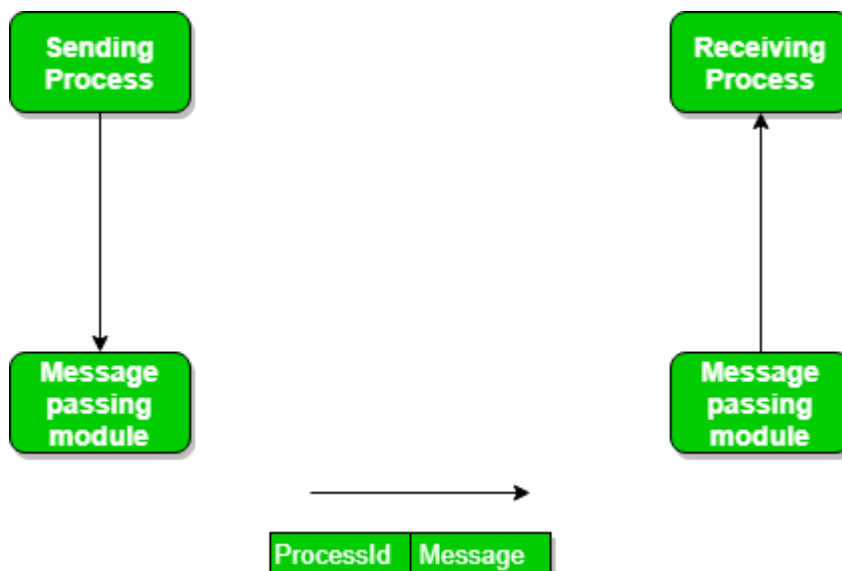 Sending
Process
Receiving
Process
Message
passing
module
Message
passing
module
ProcessId
Message